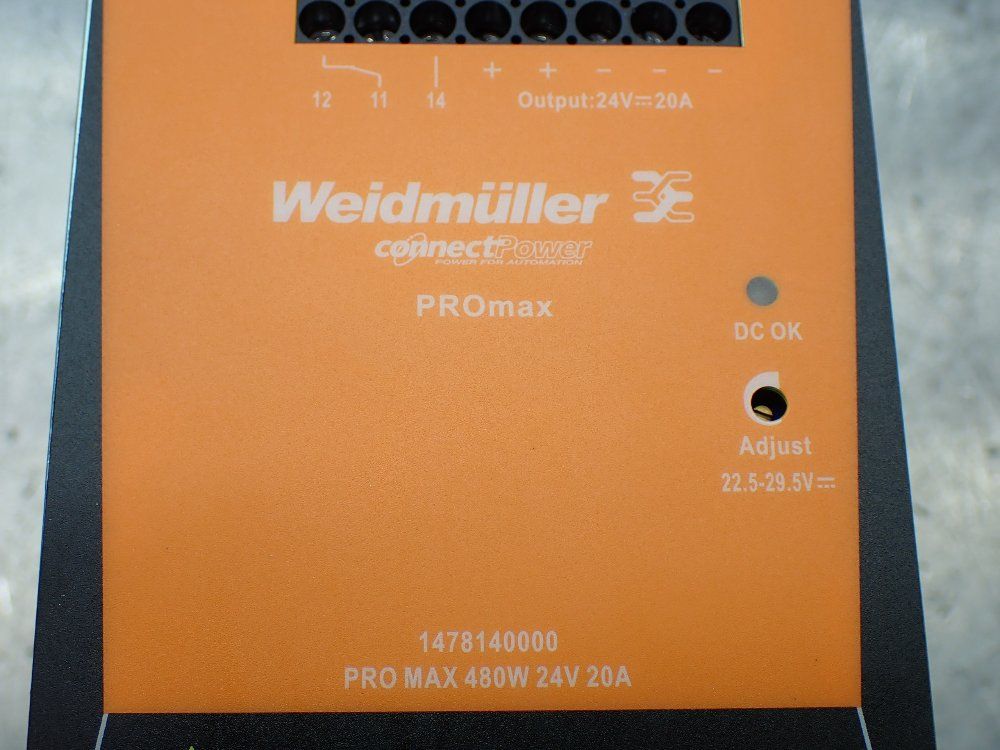 + + - - -
12 11 14 Output:24V⎓20A
Weidmüller
connectPower
POWER FOR AUTOMATION
PROmax
DC OK
Adjust
22.5-29.5V⎓
1478140000
PRO MAX 480W 24V 20A